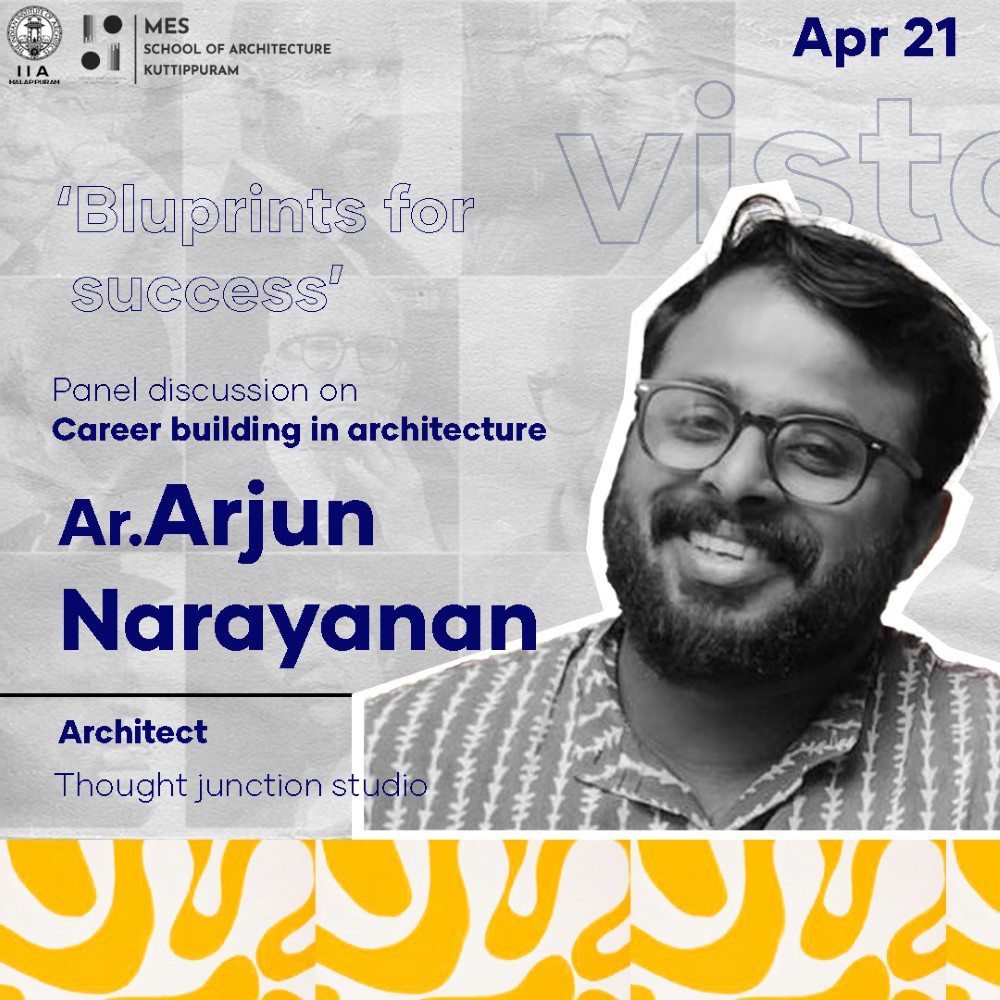 IIA
MALAPPURAM
MES
SCHOOL OF ARCHITECTURE
KUTTIPPURAM
Apr 21
visto
'Bluprints for
success'
Panel discussion on
Career building in architecture
Ar.Arjun
Narayanan
Architect
Thought junction studio